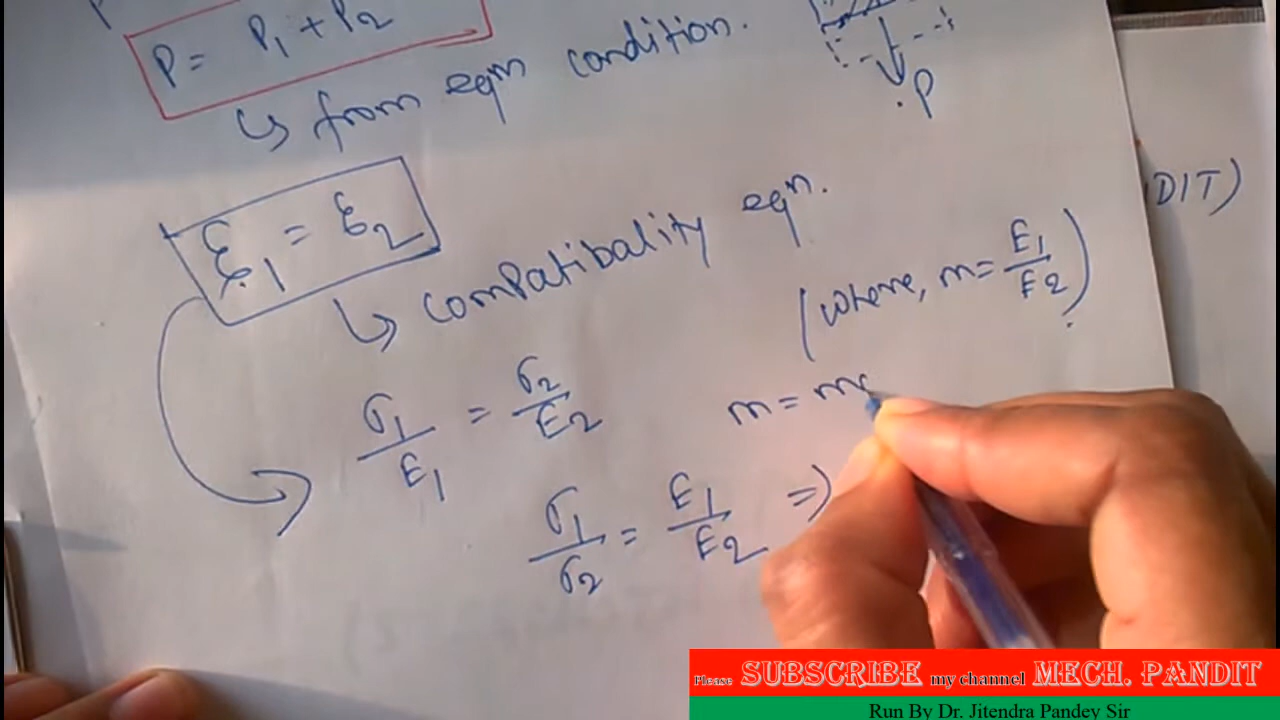 P = P1 + P2
↳ from eqn condition.
P
DIT)
ε1 = ε2
↳ Compatibality eqn.
(where, m = E1/E2)
σ1/E1 = σ2/E2
m =
σ1/σ2 = E1/E2 ⇒
Please SUBSCRIBE my channel MECH. PANDIT
Run By Dr. Jitendra Pandey Sir